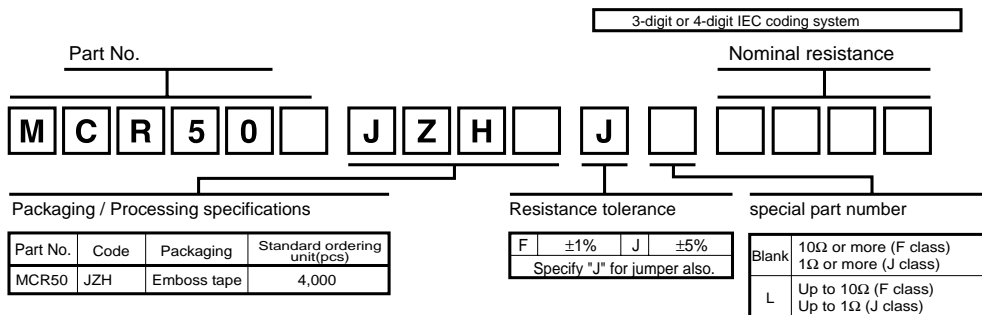 3-digit or 4-digit IEC coding system
Part No.
Nominal resistance
M C R 5 0 J Z H J
Packaging / Processing specifications
Resistance tolerance
special part number
Part No. Code Packaging Standard ordering unit(pcs)
MCR50 JZH Emboss tape 4,000
F ±1% J ±5%
Specify "J" for jumper also.
Blank 10Ω or more (F class)
1Ω or more (J class)
L Up to 10Ω (F class)
Up to 1Ω (J class)